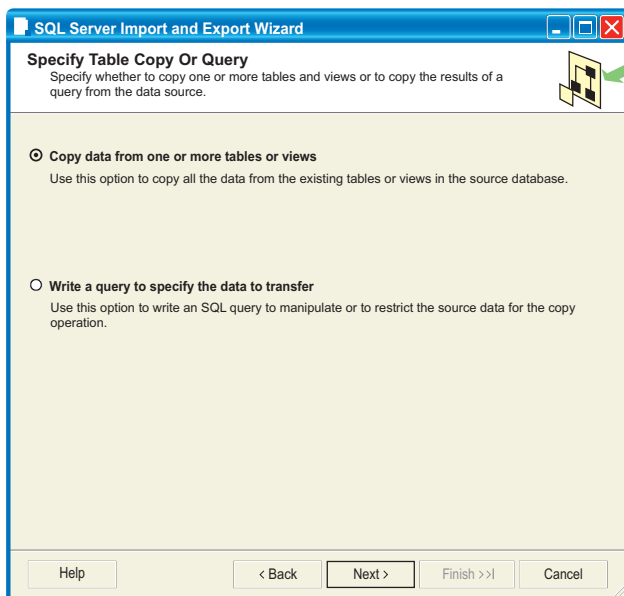 SQL Server Import and Export Wizard
Specify Table Copy Or Query
Specify whether to copy one or more tables and views or to copy the results of a
query from the data source.
Copy data from one or more tables or views
Use this option to copy all the data from the existing tables or views in the source database.
Write a query to specify the data to transfer
Use this option to write an SQL query to manipulate or to restrict the source data for the copy
operation.
Help
< Back
Next >
Finish >>|
Cancel